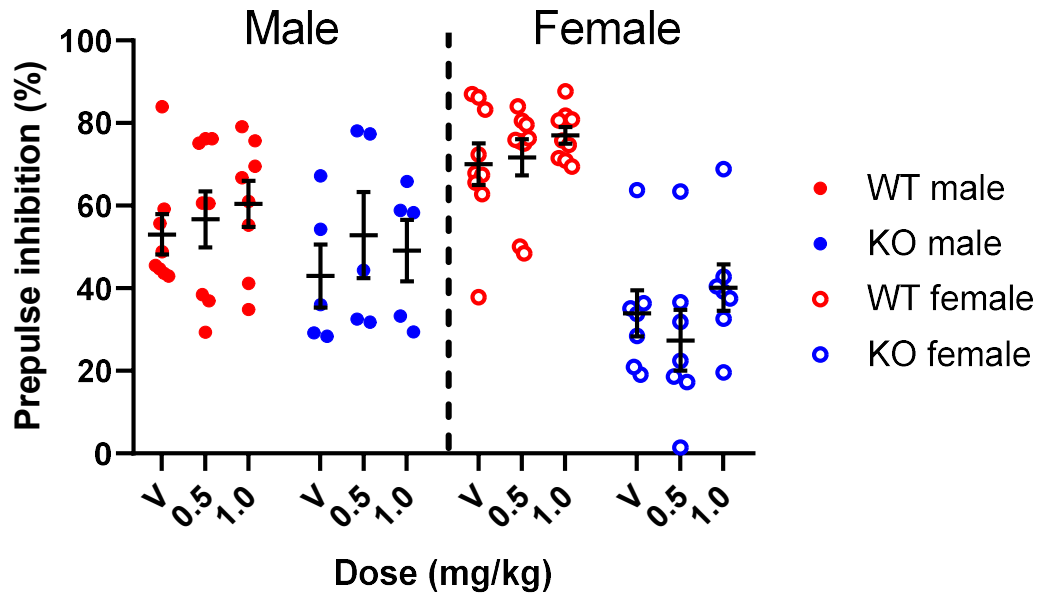 Male Female
Prepulse inhibition (%)
100
80
60
40
20
0
V 0.5 1.0 V 0.5 1.0 V 0.5 1.0 V 0.5 1.0
Dose (mg/kg)
WT male
KO male
WT female
KO female